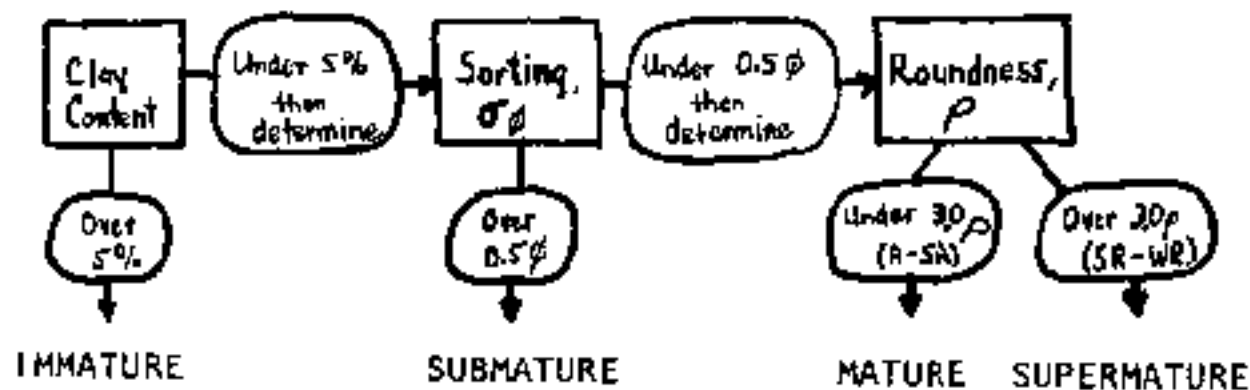 Clay
Content
Under 5%
then
determine
Sorting,
σφ
Under 0.5 φ
then
determine
Roundness,
ρ
Over
5%
Over
0.5φ
Under 3.0ρ
(A-SA)
Over 3.0ρ
(SR-WR)
IMMATURE
SUBMATURE
MATURE
SUPERMATURE